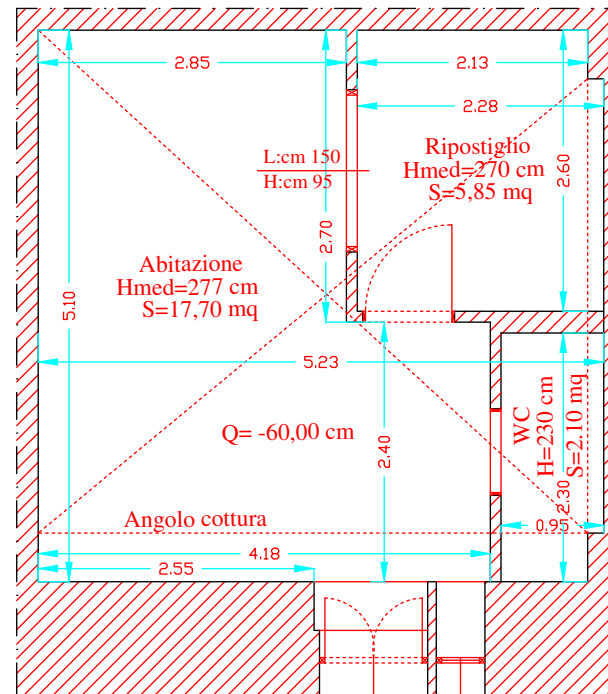 2.85
2.13
2.28
L:cm 150
H:cm 95
Ripostiglio
Hmed=270 cm
S=5,85 mq
2.60
2.70
Abitazione
Hmed=277 cm
S=17,70 mq
5.10
5.23
Q= -60,00 cm
2.40
WC
H=230 cm
S=2.10 mq
2.30
0.95
Angolo cottura
4.18
2.55